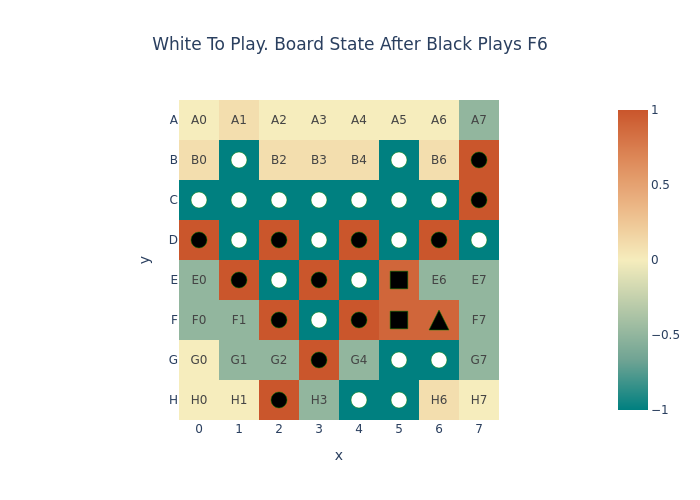 White To Play. Board State After Black Plays F6
A A0 A1 A2 A3 A4 A5 A6 A7 1
B B0 B2 B3 B4 B6
C 0.5
D
y E E0 E6 E7 0
F F0 F1 F7 −0.5
G G0 G1 G2 G4 G7
H H0 H1 H3 H6 H7 −1
0 1 2 3 4 5 6 7
x